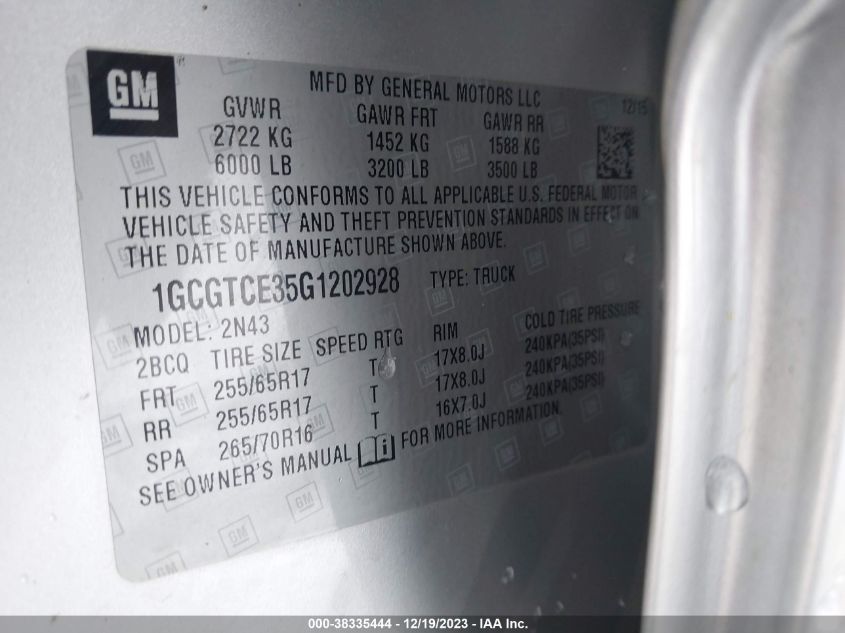 GM
MFD BY GENERAL MOTORS LLC
12/15
GVWR GAWR FRT GAWR RR
2722 KG 1452 KG 1588 KG
6000 LB 3200 LB 3500 LB
THIS VEHICLE CONFORMS TO ALL APPLICABLE U.S. FEDERAL MOTOR
VEHICLE SAFETY AND THEFT PREVENTION STANDARDS IN EFFECT ON
THE DATE OF MANUFACTURE SHOWN ABOVE.
1GCGTCE35G1202928 TYPE: TRUCK
MODEL: 2N43
2BCQ TIRE SIZE SPEED RTG RIM COLD TIRE PRESSURE
FRT 255/65R17 T 17X8.0J 240KPA(35PSI)
RR 255/65R17 T 17X8.0J 240KPA(35PSI)
SPA 265/70R16 T 16X7.0J 240KPA(35PSI)
SEE OWNER'S MANUAL FOR MORE INFORMATION.
000-38335444 - 12/19/2023 - IAA Inc.